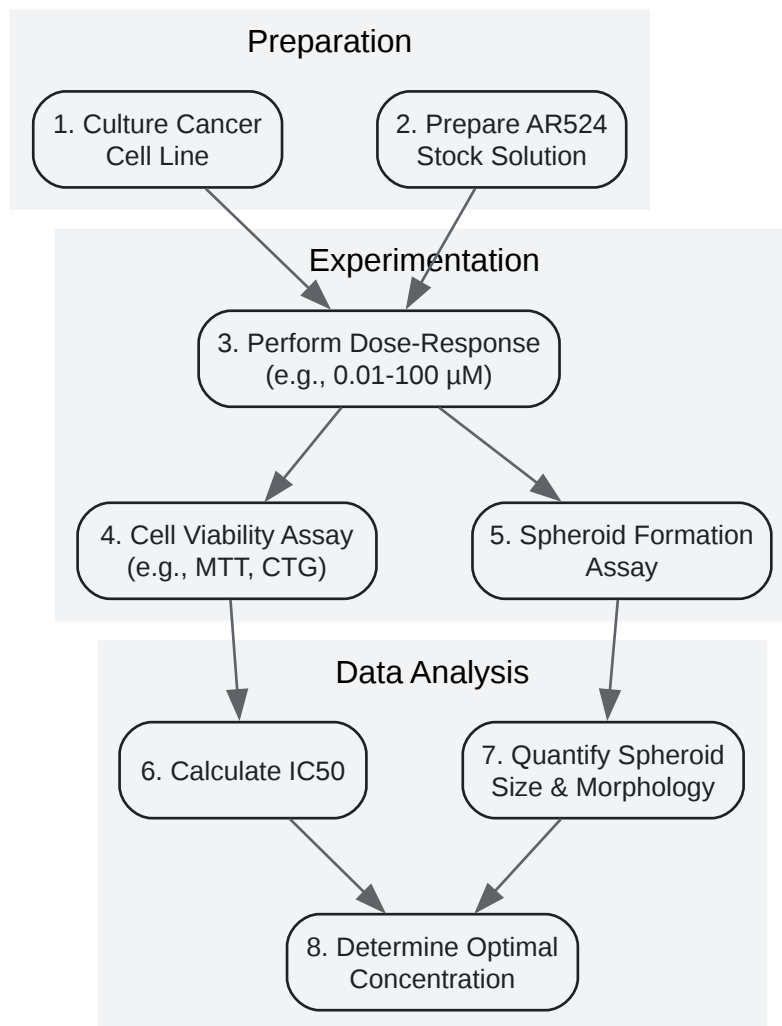 Preparation
1. Culture Cancer
Cell Line
2. Prepare AR524
Stock Solution
Experimentation
3. Perform Dose-Response
(e.g., 0.01-100 µM)
4. Cell Viability Assay
(e.g., MTT, CTG)
5. Spheroid Formation
Assay
Data Analysis
6. Calculate IC50
7. Quantify Spheroid
Size & Morphology
8. Determine Optimal
Concentration